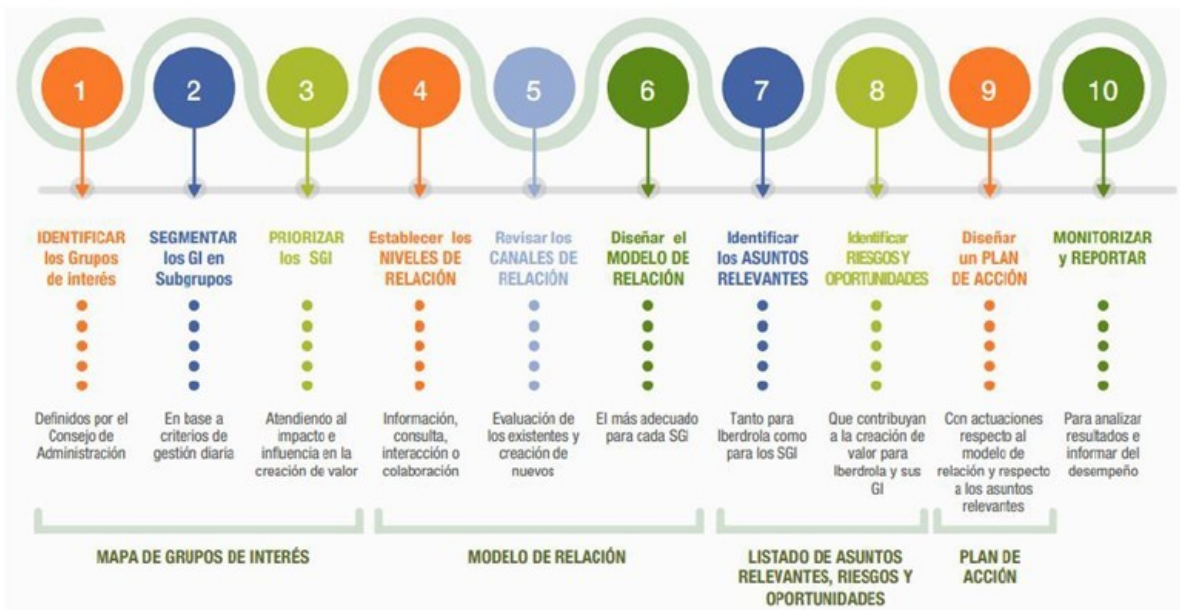 1
2
3
4
5
6
7
8
9
10
IDENTIFICAR
los Grupos
de interés
SEGMENTAR
los GI en
Subgrupos
PRIORIZAR
los SGI
Establecer los
NIVELES DE
RELACIÓN
Revisar los
CANALES DE
RELACIÓN
Diseñar el
MODELO DE
RELACIÓN
Identificar
los ASUNTOS
RELEVANTES
Identificar
RIESGOS Y
OPORTUNIDADES
Diseñar
un PLAN
DE ACCIÓN
MONITORIZAR
y REPORTAR
Definidos por el
Consejo de
Administración
En base a
criterios de
gestión diaria
Atendiendo al
impacto e
influencia en la
creación de valor
Información,
consulta,
interacción o
colaboración
Evaluación de
los existentes y
creación de
nuevos
El más adecuado
para cada SGI
Tanto para
Iberdrola como
para los SGI
Que contribuyan
a la creación de
valor para
Iberdrola y sus
GI
Con actuaciones
respecto al
modelo de
relación y respecto
a los asuntos
relevantes
Para analizar
resultados e
informar del
desempeño
MAPA DE GRUPOS DE INTERÉS
MODELO DE RELACIÓN
LISTADO DE ASUNTOS
RELEVANTES, RIESGOS Y
OPORTUNIDADES
PLAN DE
ACCIÓN